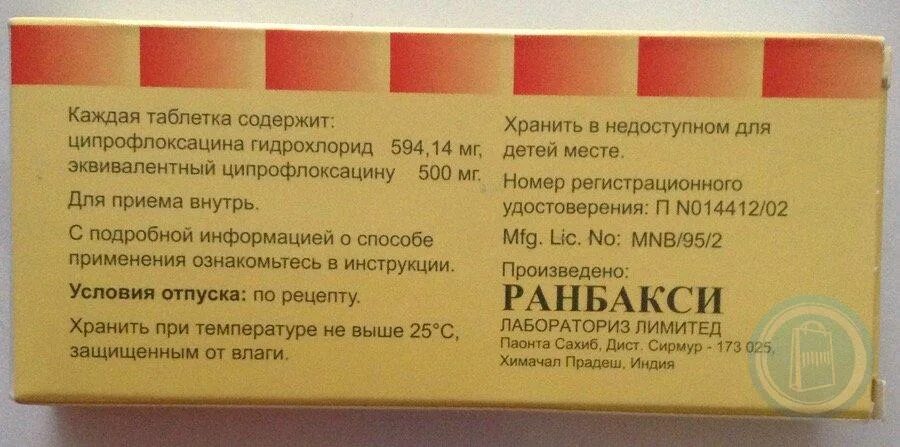 Каждая таблетка содержит:
ципрофлоксацина гидрохлорид 594,14 мг,
эквивалентный ципрофлоксацину 500 мг.
Для приема внутрь.
С подробной информацией о способе
применения ознакомьтесь в инструкции.
Условия отпуска: по рецепту.
Хранить при температуре не выше 25°С,
защищенным от влаги.
Хранить в недоступном для
детей месте.
Номер регистрационного
удостоверения: П N014412/02
Mfg. Lic. No: MNB/95/2
Произведено:
РАНБАКСИ
ЛАБОРАТОРИЗ ЛИМИТЕД
Паонта Сахиб, Дист. Сирмур - 173 025,
Химачал Прадеш, Индия